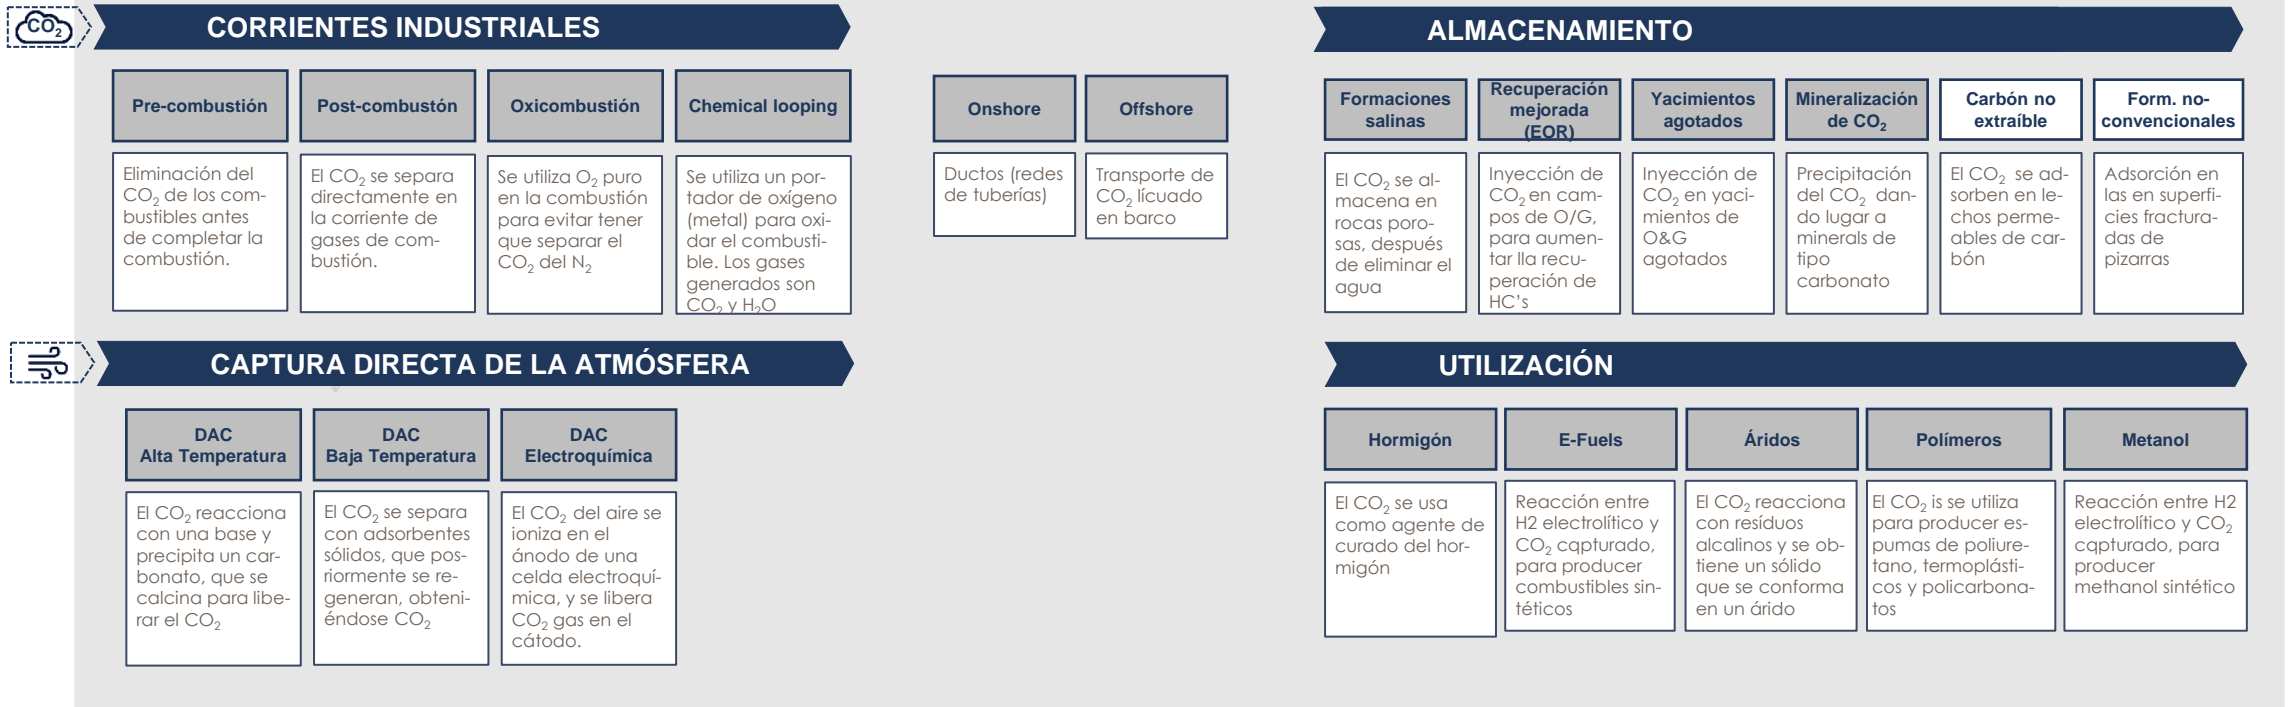 CO2
CORRIENTES INDUSTRIALES
Pre-combustión
Eliminación del
CO2 de los com-
bustibles antes
de completar la
combustión.
Post-combustón
El CO2 se separa
directamente en
la corriente de
gases de com-
bustión.
Oxicombustión
Se utiliza O2 puro
en la combustión
para evitar tener
que separar el
CO2 del N2
Chemical looping
Se utiliza un por-
tador de oxígeno
(metal) para oxi-
dar el combusti-
ble. Los gases
generados son
CO2 y H2O
Onshore
Ductos (redes
de tuberías)
Offshore
Transporte de
CO2 lícuado
en barco
ALMACENAMIENTO
Formaciones
salinas
El CO2 se al-
macena en
rocas poro-
sas, después
de eliminar el
agua
Recuperación
mejorada
(EOR)
Inyección de
CO2 en cam-
pos de O/G,
para aumen-
tar lla recu-
peración de
HC's
Yacimientos
agotados
Inyección de
CO2 en yaci-
mientos de
O&G
agotados
Mineralización
de CO2
Precipitación
del CO2 dan-
do lugar a
minerals de
tipo
carbonato
Carbón no
extraíble
El CO2 se ad-
sorben en le-
chos perme-
ables de car-
bón
Form. no-
convencionales
Adsorción en
las en superfi-
cies fractura-
das de
pizarras
CAPTURA DIRECTA DE LA ATMÓSFERA
DAC
Alta Temperatura
El CO2 reacciona
con una base y
precipita un car-
bonato, que se
calcina para libe-
rar el CO2
DAC
Baja Temperatura
El CO2 se separa
con adsorbentes
sólidos, que pos-
riormente se re-
generan, obteni-
éndose CO2
DAC
Electroquímica
El CO2 del aire se
ioniza en el
ánodo de una
celda electroquí-
mica, y se libera
CO2 gas en el
cátodo.
UTILIZACIÓN
Hormigón
El CO2 se usa
como agente de
curado del hor-
migón
E-Fuels
Reacción entre
H2 electrolítico y
CO2 cqpturado,
para producir
combustibles sin-
téticos
Áridos
El CO2 reacciona
con resíduos
alcalinos y se ob-
tiene un sólido
que se conforma
en un árido
Polímeros
El CO2 is se utiliza
para producir es-
pumas de poliure-
tano, termoplásti-
cos y policarbona-
tos
Metanol
Reacción entre H2
electrolítico y CO2
cqpturado, para
producir
methanol sintético